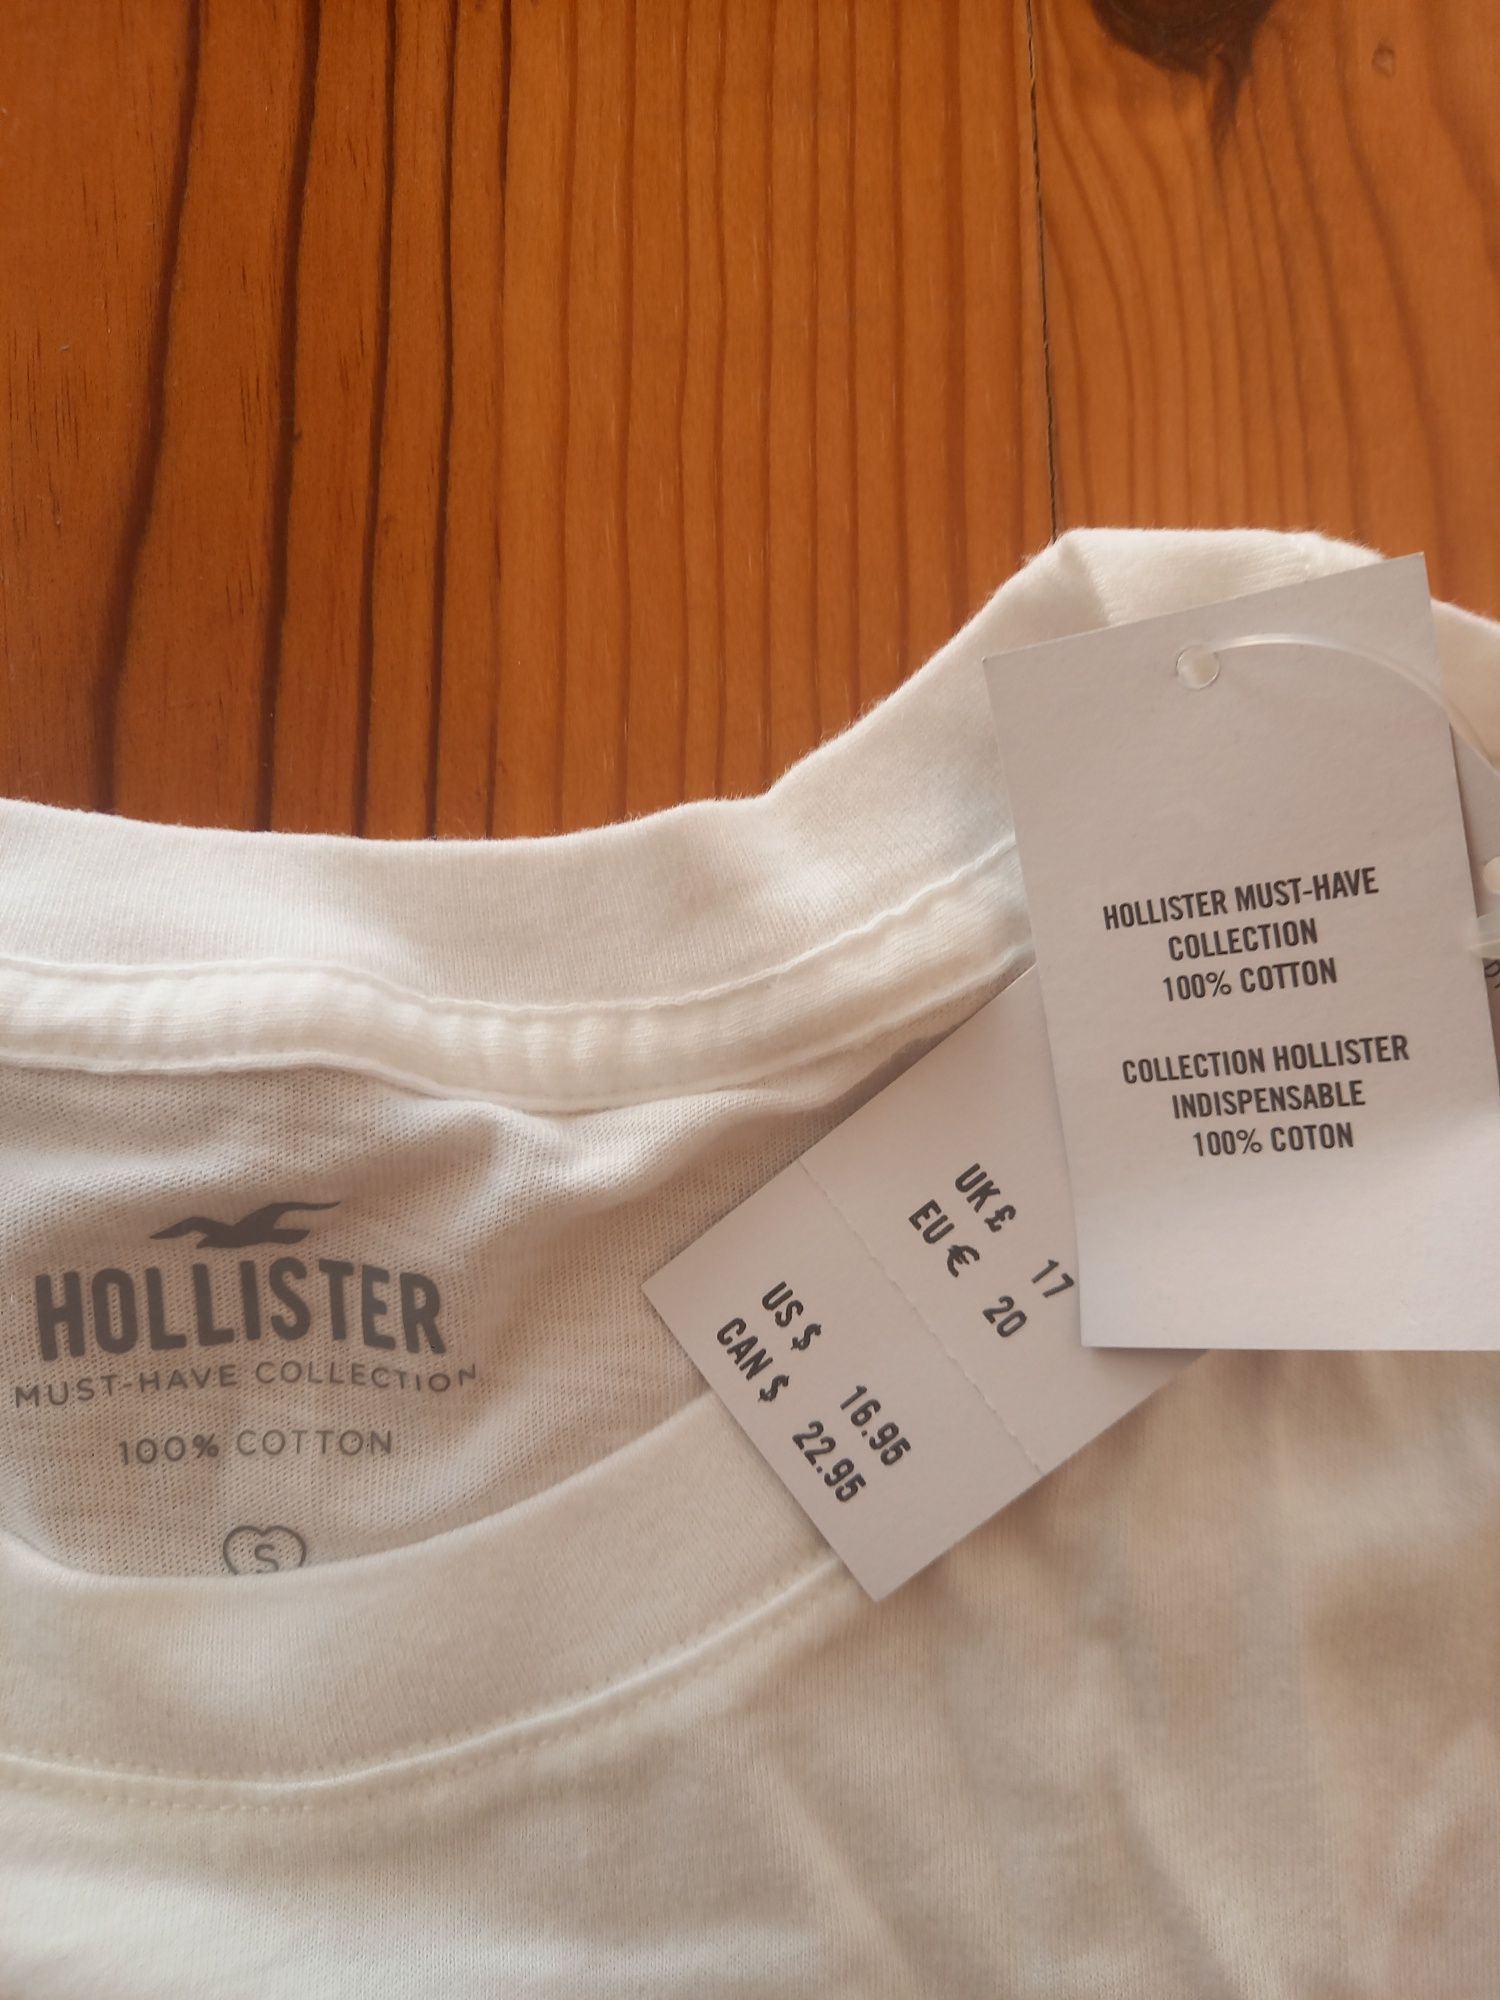 HOLLISTER MUST-HAVE
COLLECTION
100% COTTON
COLLECTION HOLLISTER
INDISPENSABLE
100% COTON
UK £ 17
EU € 20
US $ 16.95
CAN $ 22.95
HOLLISTER
MUST-HAVE COLLECTION
100% COTTON
S